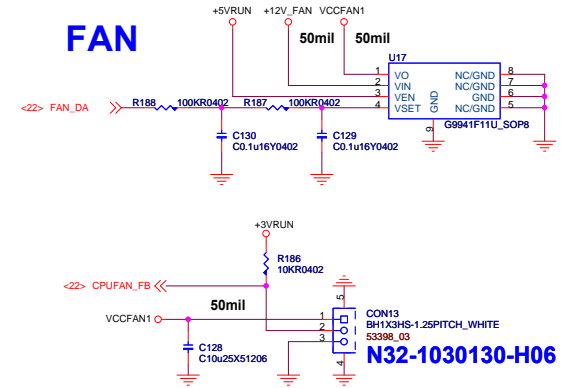 FAN
+5VRUN +12V_FAN VCCFAN1
50mil 50mil
U17
1 VO NC/GND 8
2 VIN NC/GND 7
3 VEN GND 6
4 VSET NC/GND 5
GND
9
G9941F11U_SOP8
<22> FAN_DA R188 100KR0402 R187 100KR0402
C130
C0.1u16Y0402
C129
C0.1u16Y0402
+3VRUN
R186
10KR0402
<22> CPUFAN_FB
50mil
VCCFAN1
C128
C10u25X51206
5
1
2
3
4
CON13
BH1X3HS-1.25PITCH_WHITE
53398_03
N32-1030130-H06